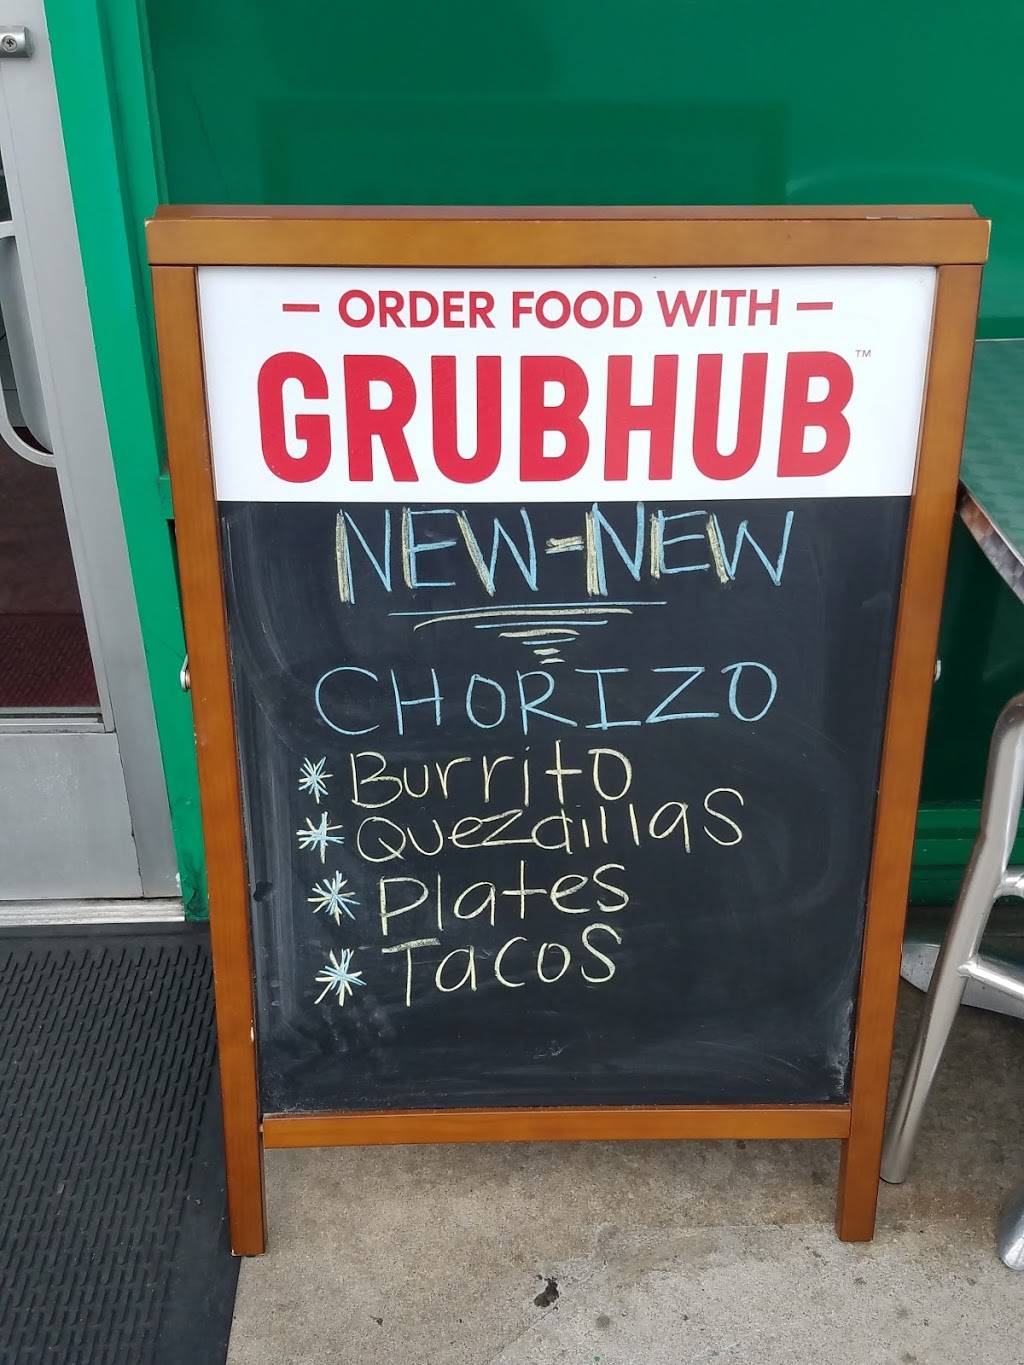 — ORDER FOOD WITH —
GRUBHUB™
NEW-NEW
CHORIZO
* Burrito
* Quezdillas
* Plates
* Tacos